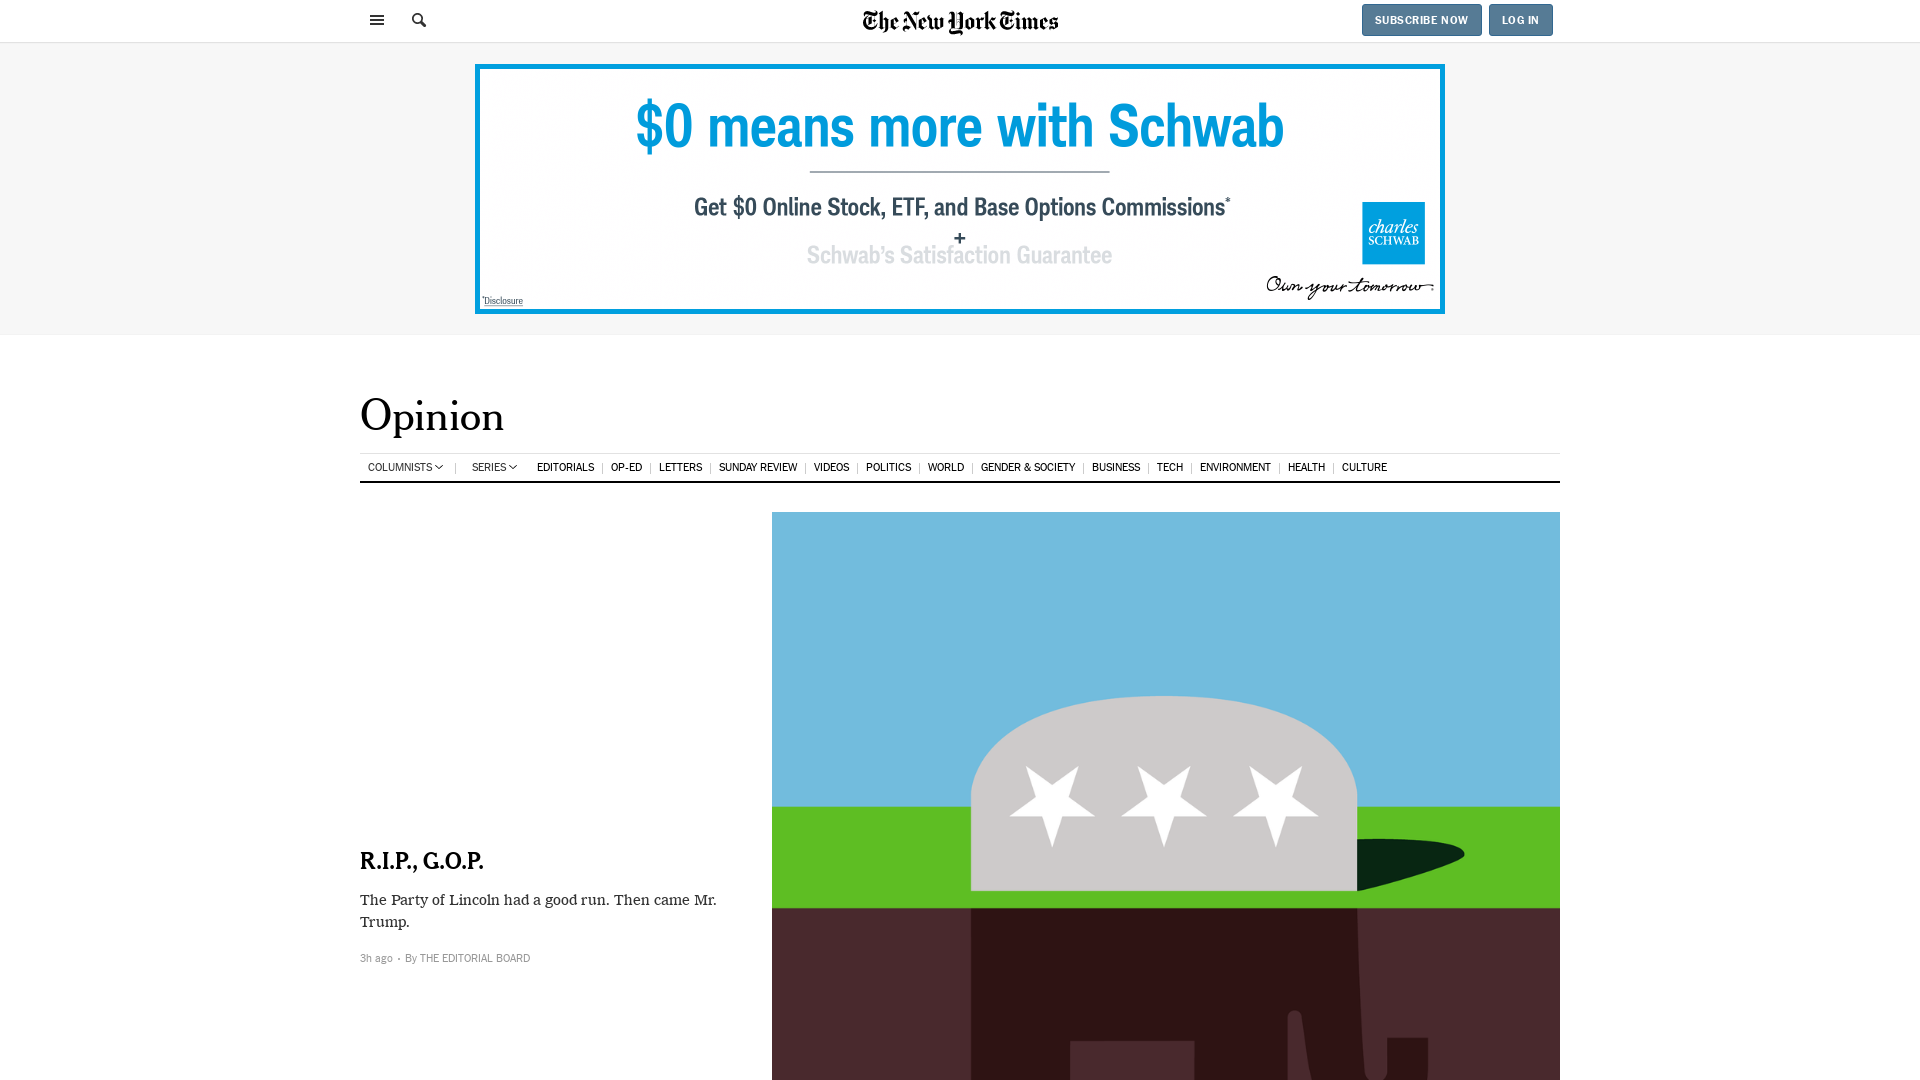 The New York Times
SUBSCRIBE NOW
LOG IN
$0 means more with Schwab
Get $0 Online Stock, ETF, and Base Options Commissions*
+
Schwab's Satisfaction Guarantee
charles
SCHWAB
Own your tomorrow.
*Disclosure
Opinion
COLUMNISTS
SERIES
EDITORIALS
OP-ED
LETTERS
SUNDAY REVIEW
VIDEOS
POLITICS
WORLD
GENDER & SOCIETY
BUSINESS
TECH
ENVIRONMENT
HEALTH
CULTURE
R.I.P., G.O.P.
The Party of Lincoln had a good run. Then came Mr.
Trump.
3h ago • By THE EDITORIAL BOARD